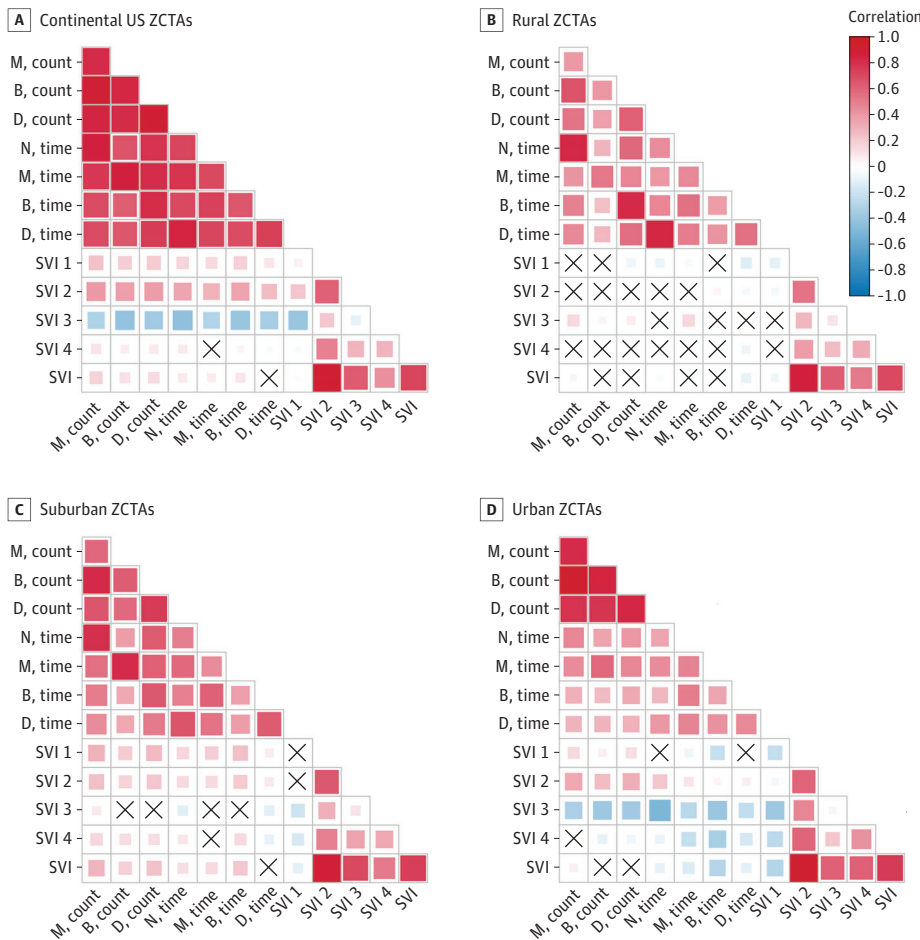 A Continental US ZCTAs
M, count
B, count
D, count
N, time
M, time
B, time
D, time
SVI 1
SVI 2
SVI 3
SVI 4
SVI
M, count
B, count
D, count
N, time
M, time
B, time
D, time
SVI 1
SVI 2
SVI 3
SVI 4
SVI
B Rural ZCTAs
M, count
B, count
D, count
N, time
M, time
B, time
D, time
SVI 1
SVI 2
SVI 3
SVI 4
SVI
M, count
B, count
D, count
N, time
M, time
B, time
D, time
SVI 1
SVI 2
SVI 3
SVI 4
SVI
Correlation
1.0
0.8
0.6
0.4
0.2
0
-0.2
-0.4
-0.6
-0.8
-1.0
C Suburban ZCTAs
M, count
B, count
D, count
N, time
M, time
B, time
D, time
SVI 1
SVI 2
SVI 3
SVI 4
SVI
M, count
B, count
D, count
N, time
M, time
B, time
D, time
SVI 1
SVI 2
SVI 3
SVI 4
SVI
D Urban ZCTAs
M, count
B, count
D, count
N, time
M, time
B, time
D, time
SVI 1
SVI 2
SVI 3
SVI 4
SVI
M, count
B, count
D, count
N, time
M, time
B, time
D, time
SVI 1
SVI 2
SVI 3
SVI 4
SVI